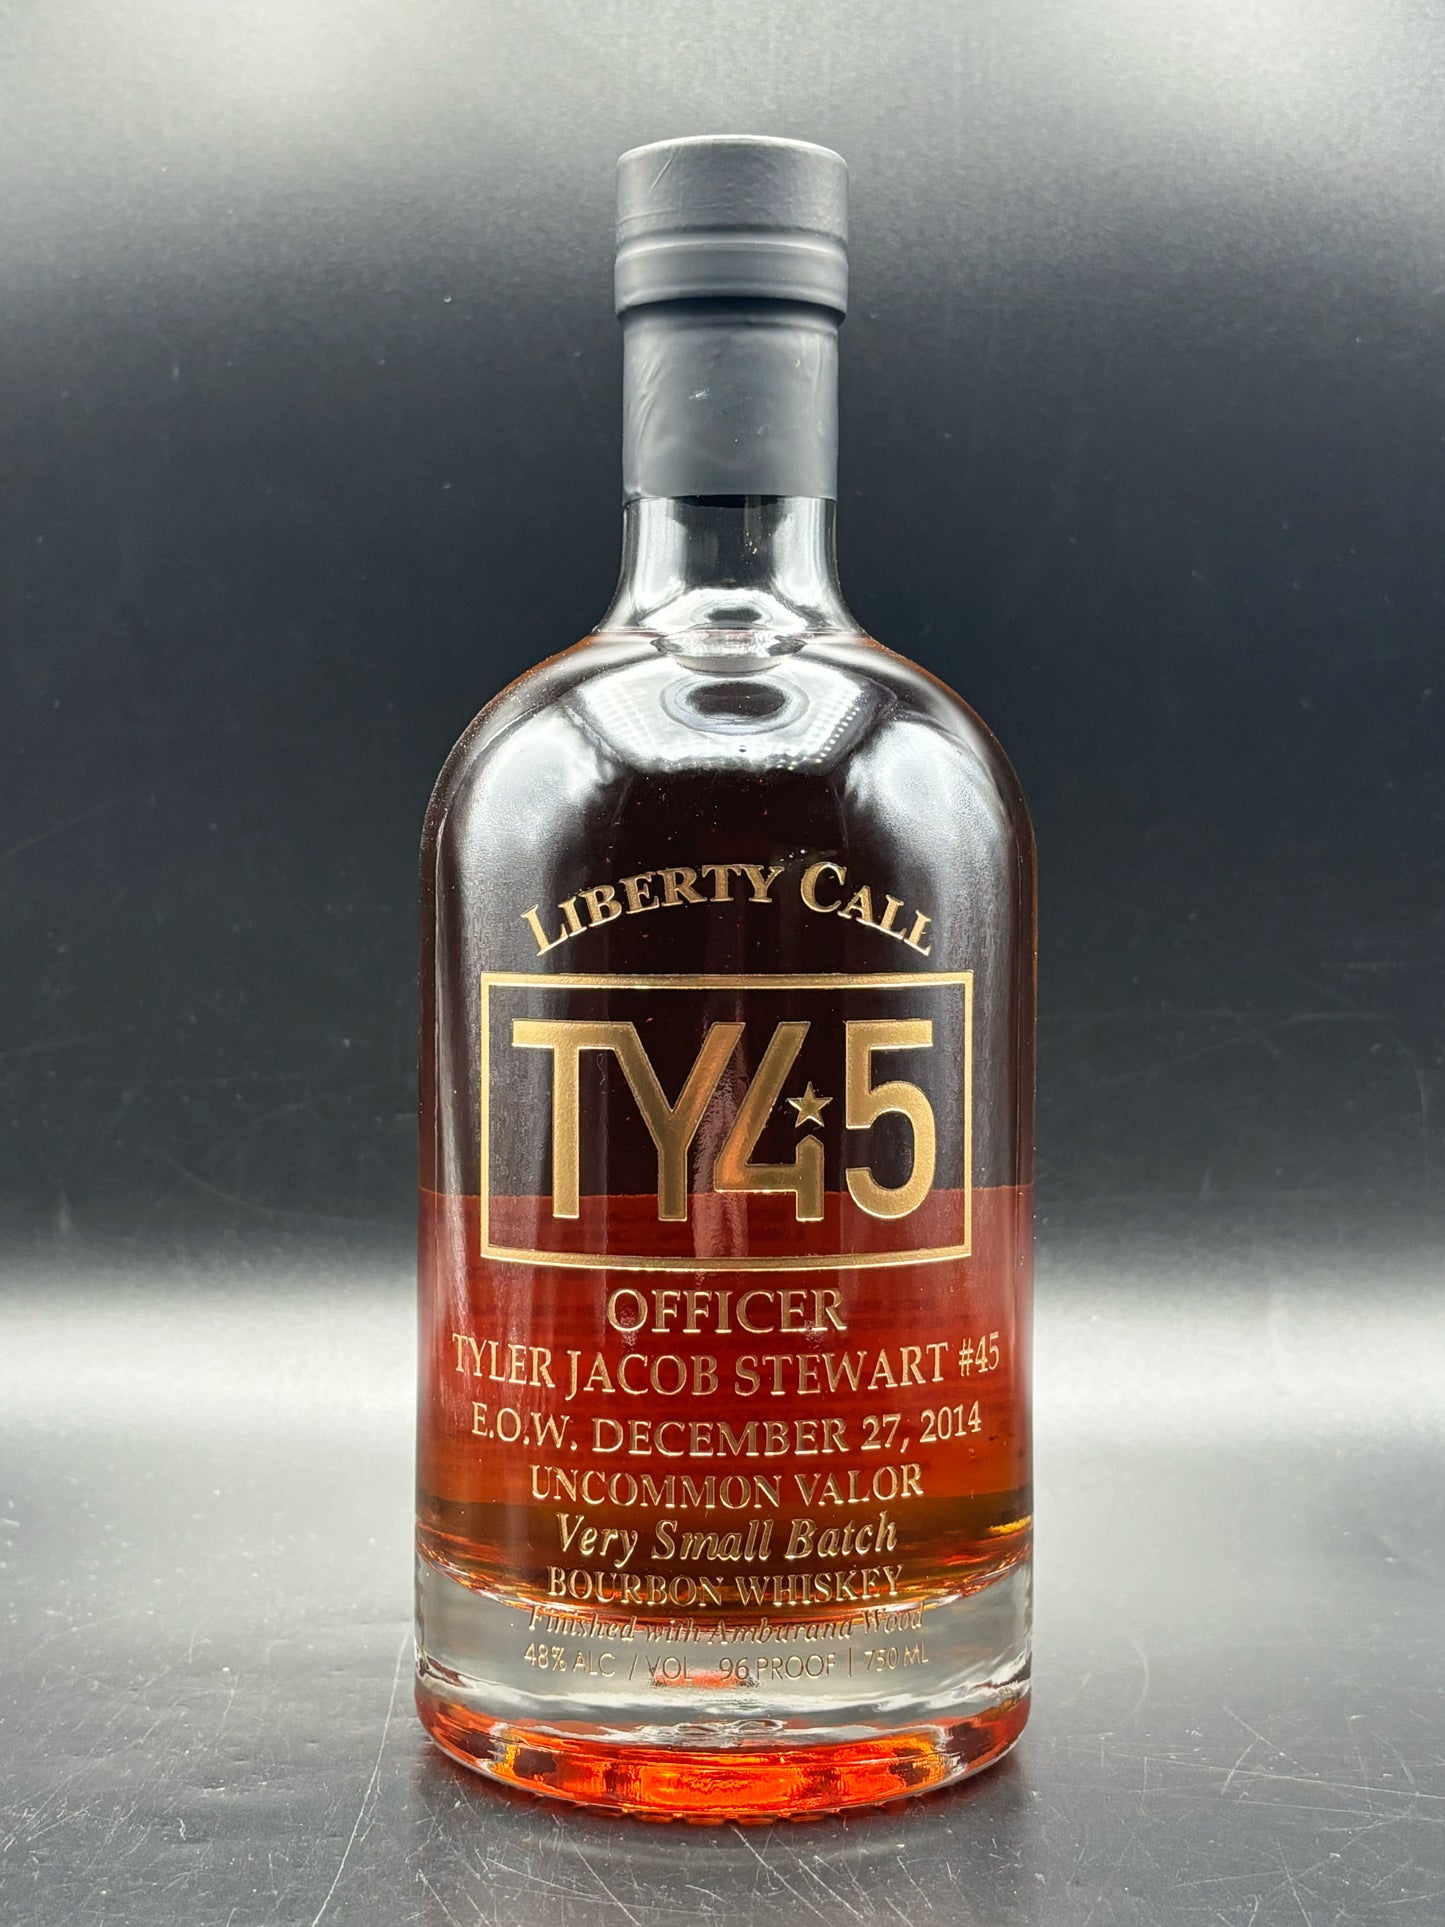 LIBERTY CALL
TY45
OFFICER
TYLER JACOB STEWART #45
E.O.W. DECEMBER 27, 2014
UNCOMMON VALOR
Very Small Batch
BOURBON WHISKEY
Finished with Amburana Wood
48% ALC / VOL 96 PROOF | 750 ML